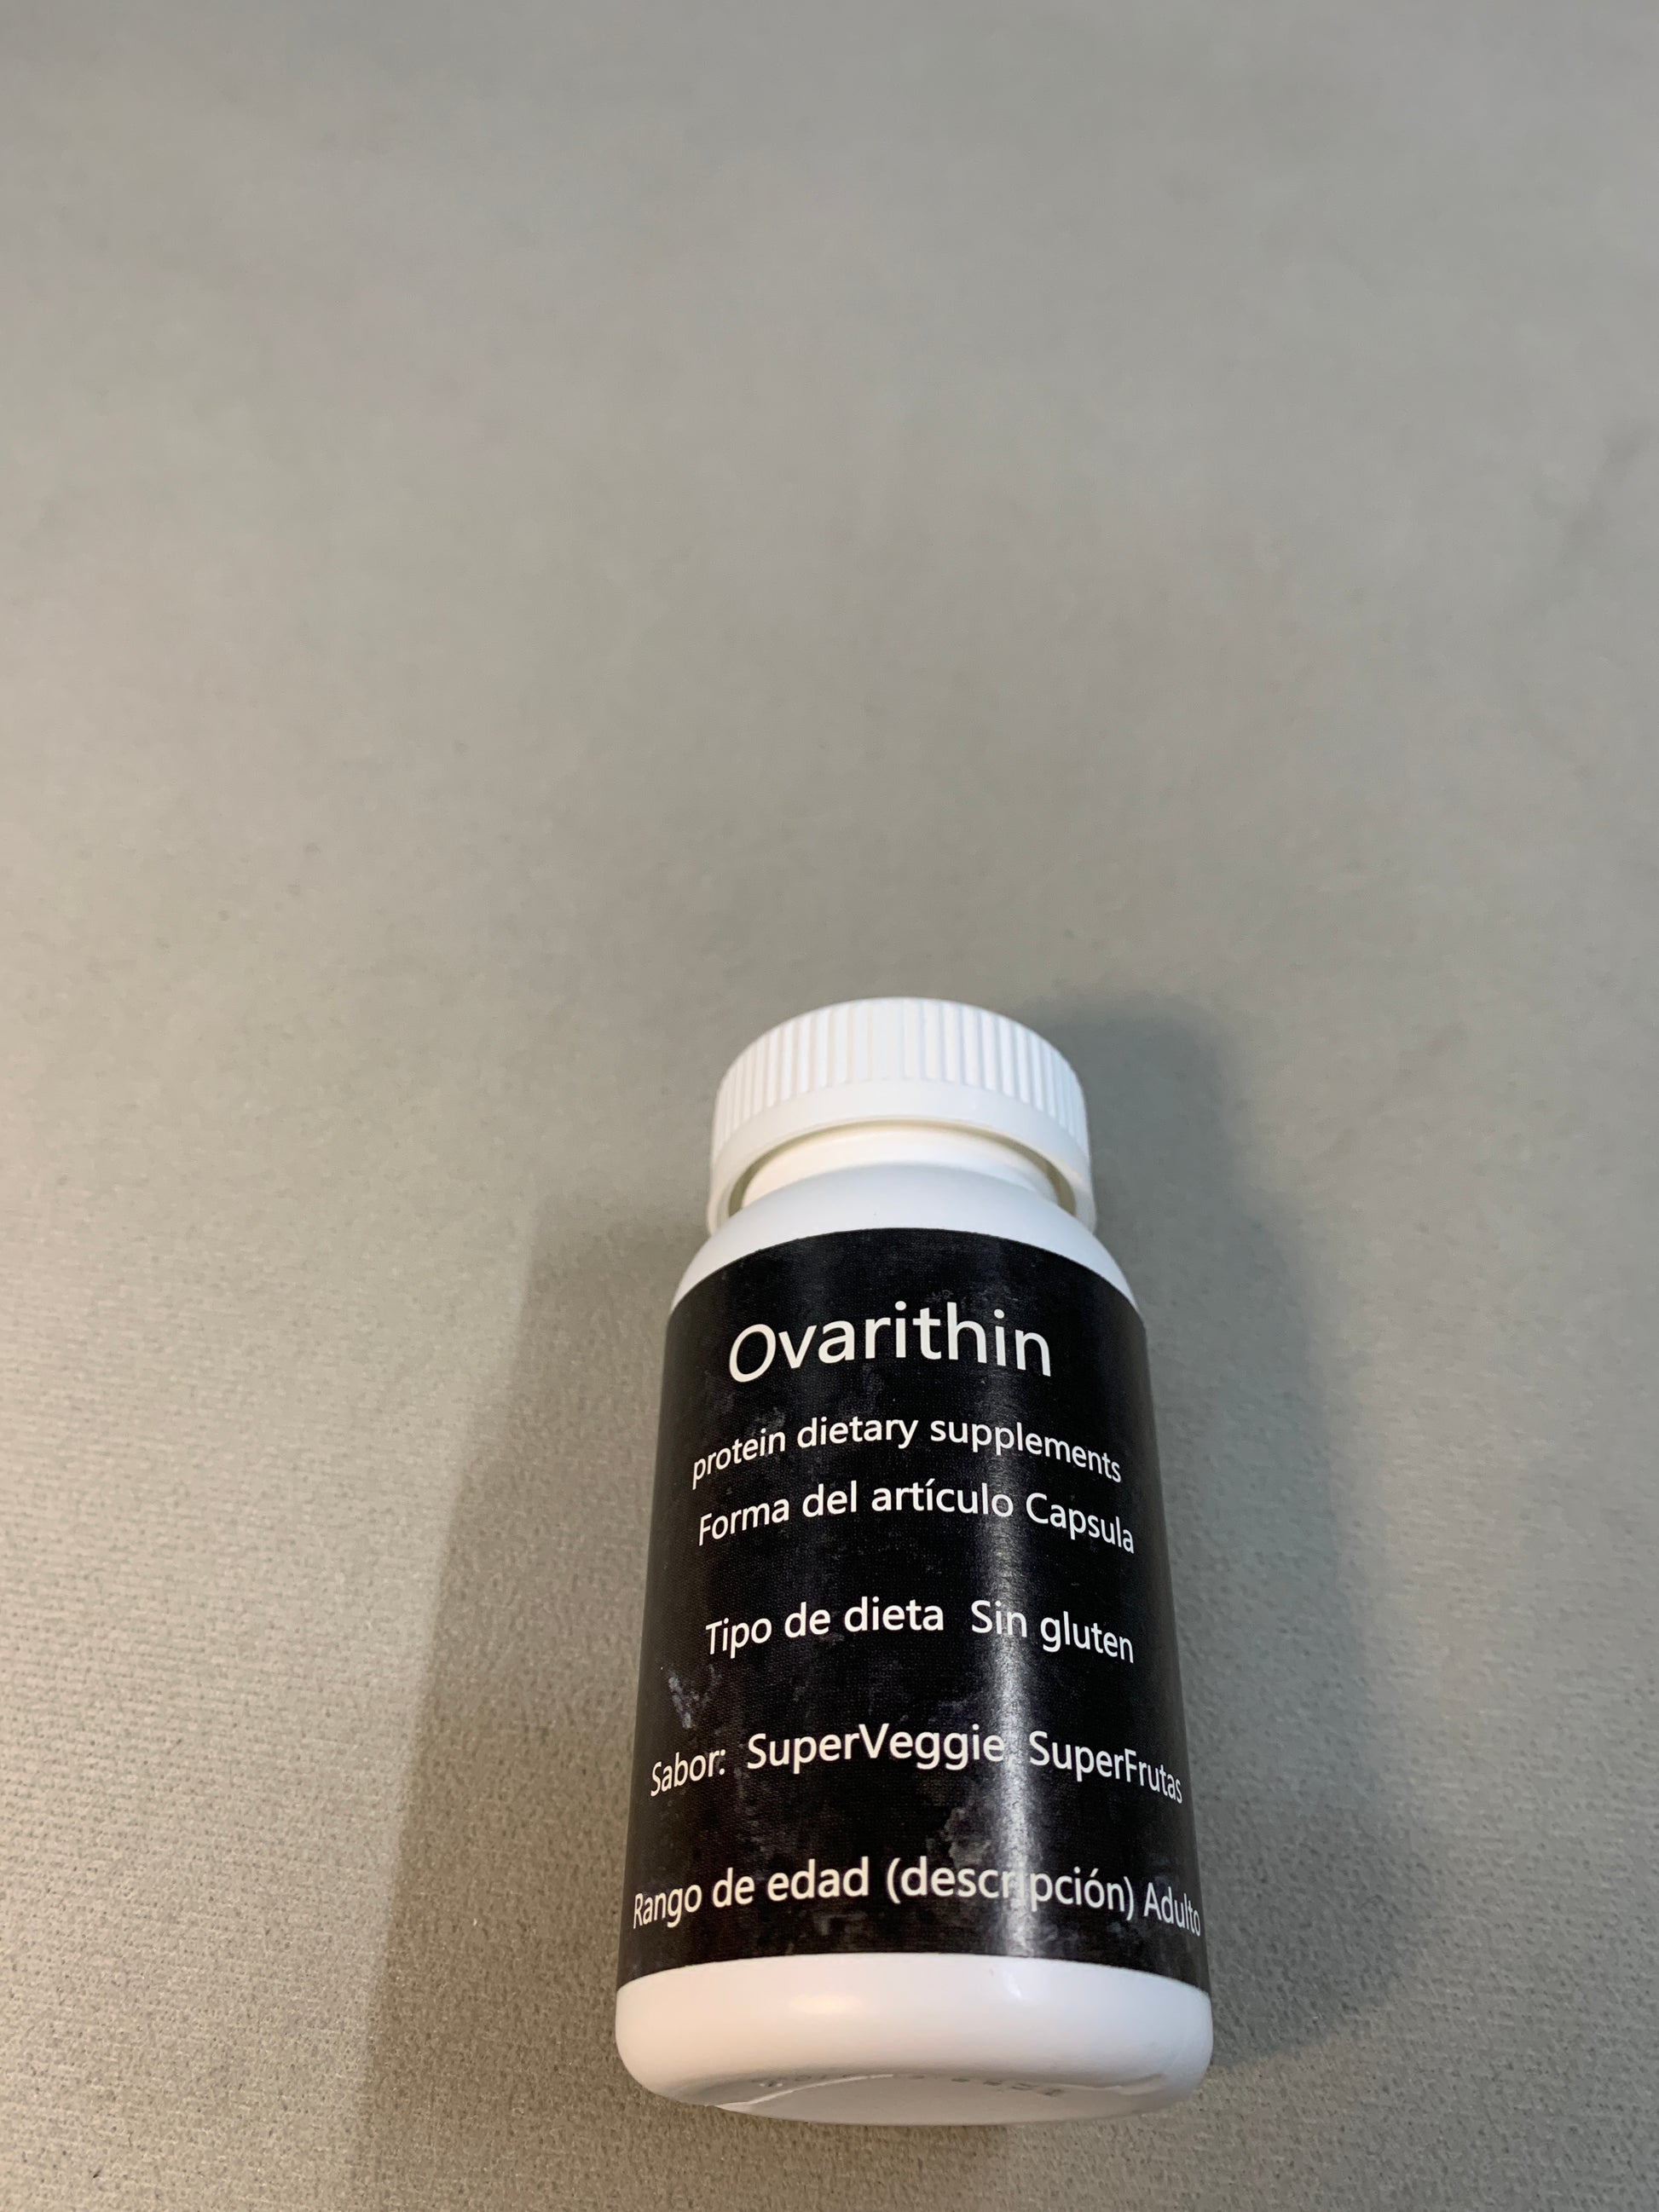 Ovarithin
protein dietary supplements
Forma del artículo Capsula
Tipo de dieta Sin gluten
Sabor: SuperVeggie, SuperFrutas
Rango de edad (descripción) Adulto